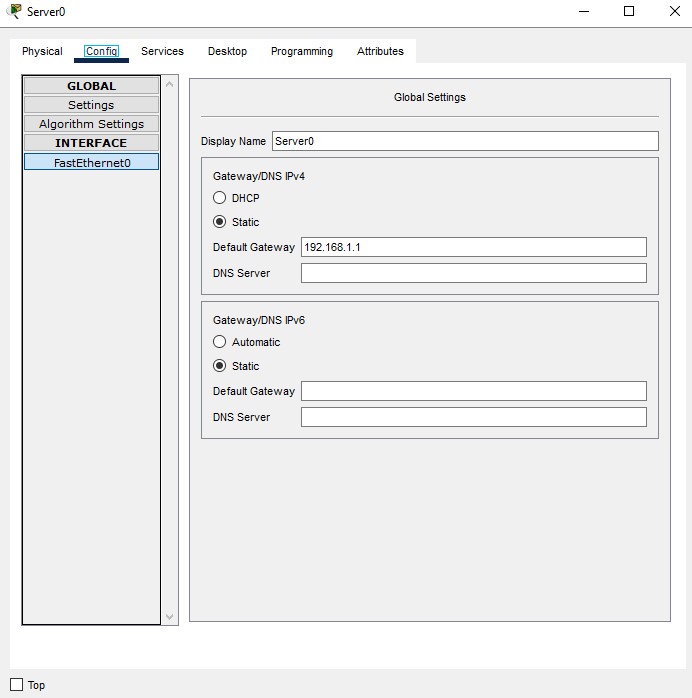 Server0
Physical Config Services Desktop Programming Attributes
GLOBAL
Settings
Algorithm Settings
INTERFACE
FastEthernet0
Global Settings
Display Name Server0
Gateway/DNS IPv4
DHCP
Static
Default Gateway 192.168.1.1
DNS Server
Gateway/DNS IPv6
Automatic
Static
Default Gateway
DNS Server
Top